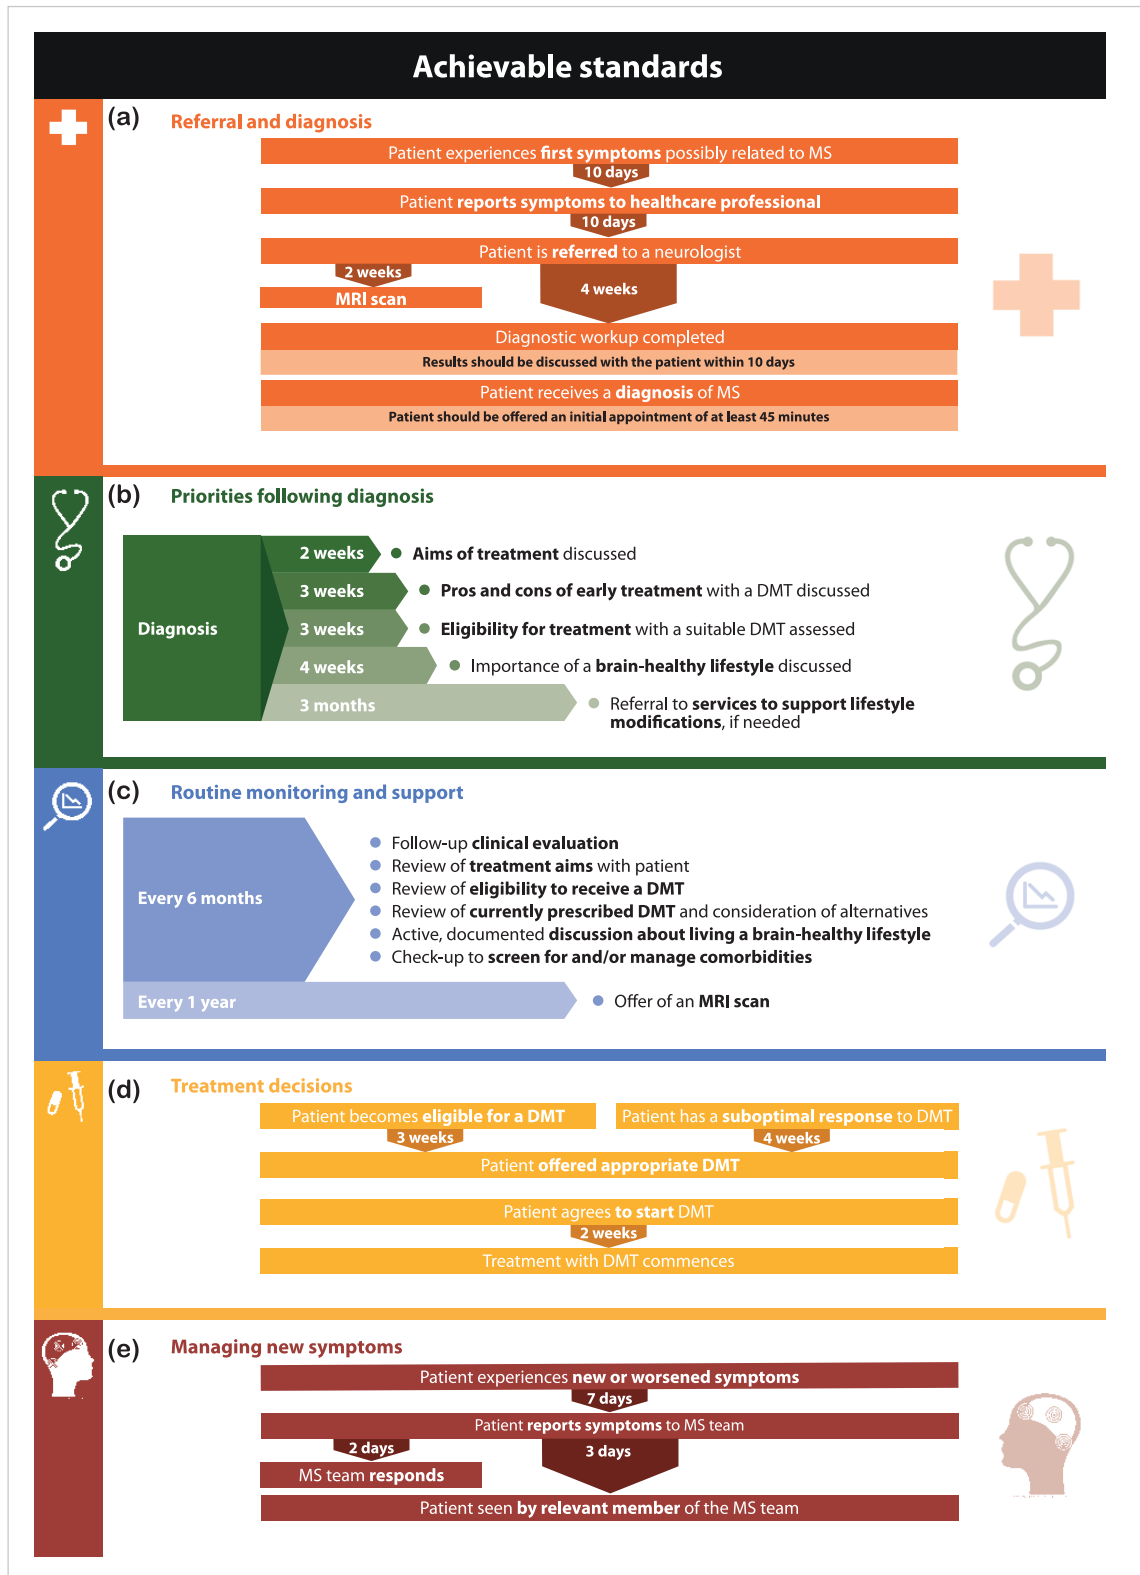 Achievable standards
(a) Referral and diagnosis
Patient experiences first symptoms possibly related to MS
10 days
Patient reports symptoms to healthcare professional
10 days
Patient is referred to a neurologist
2 weeks
4 weeks
MRI scan
Diagnostic workup completed
Results should be discussed with the patient within 10 days
Patient receives a diagnosis of MS
Patient should be offered an initial appointment of at least 45 minutes
(b) Priorities following diagnosis
Diagnosis
2 weeks
Aims of treatment discussed
3 weeks
Pros and cons of early treatment with a DMT discussed
3 weeks
Eligibility for treatment with a suitable DMT assessed
4 weeks
Importance of a brain-healthy lifestyle discussed
3 months
Referral to services to support lifestyle
modifications, if needed
(c) Routine monitoring and support
Every 6 months
Follow-up clinical evaluation
Review of treatment aims with patient
Review of eligibility to receive a DMT
Review of currently prescribed DMT and consideration of alternatives
Active, documented discussion about living a brain-healthy lifestyle
Check-up to screen for and/or manage comorbidities
Every 1 year
Offer of an MRI scan
(d) Treatment decisions
Patient becomes eligible for a DMT
Patient has a suboptimal response to DMT
3 weeks
4 weeks
Patient offered appropriate DMT
Patient agrees to start DMT
2 weeks
Treatment with DMT commences
(e) Managing new symptoms
Patient experiences new or worsened symptoms
7 days
Patient reports symptoms to MS team
2 days
3 days
MS team responds
Patient seen by relevant member of the MS team